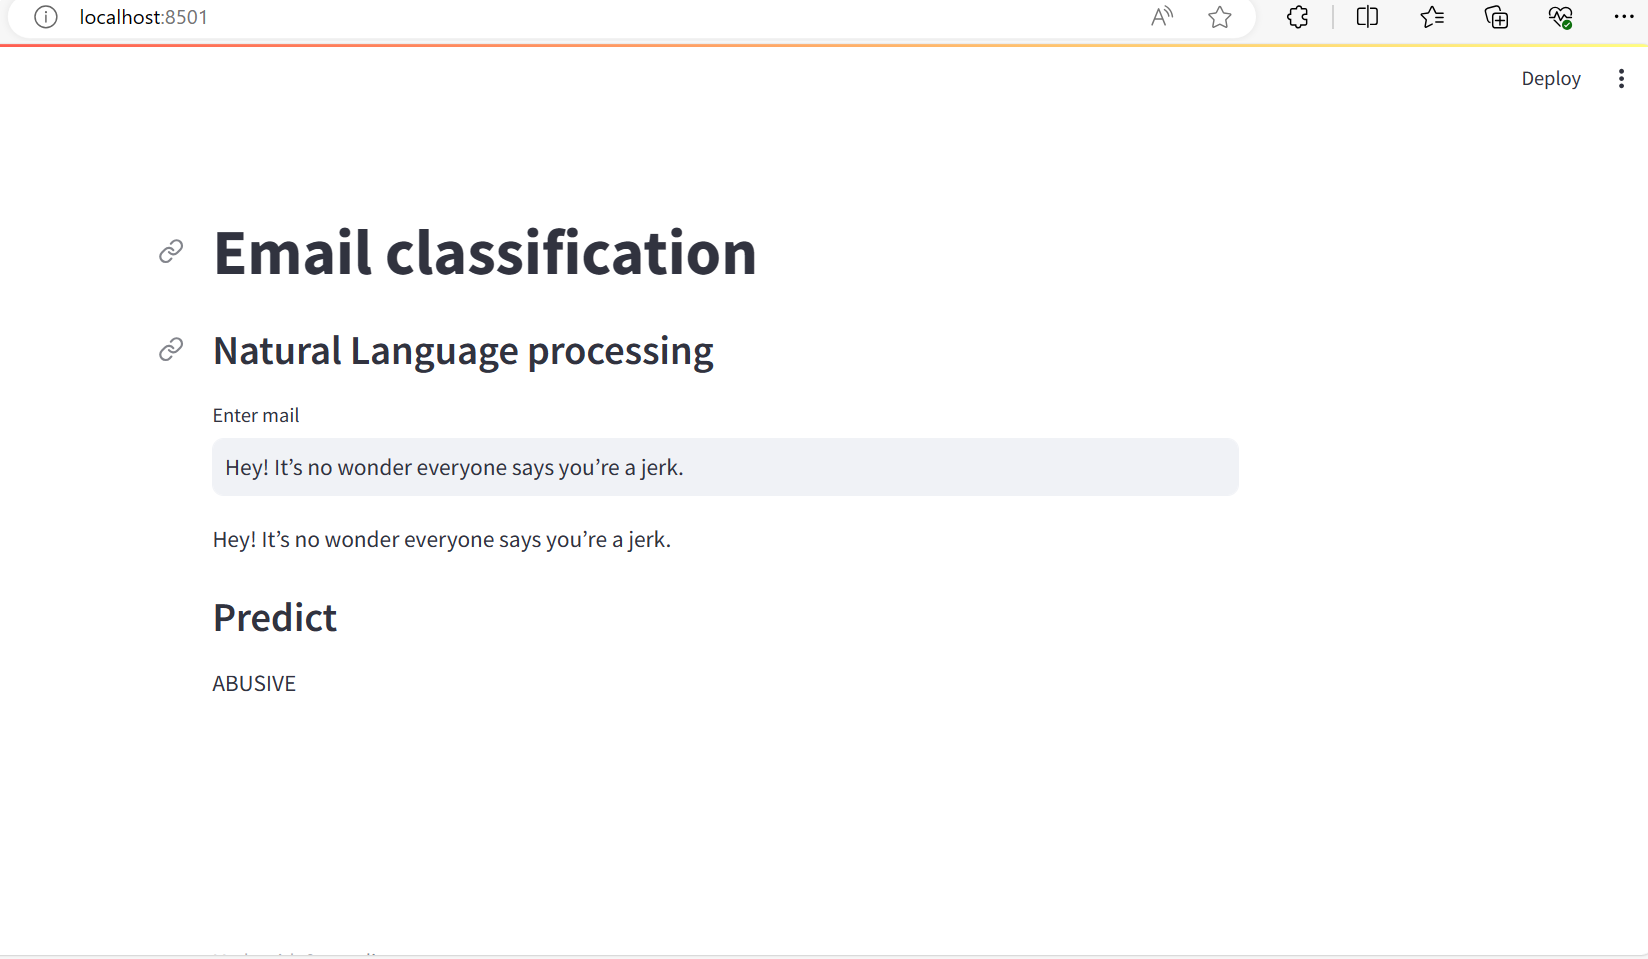 localhost:8501
Deploy
Email classification
Natural Language processing
Enter mail
Hey! It’s no wonder everyone says you’re a jerk.
Hey! It’s no wonder everyone says you’re a jerk.
Predict
ABUSIVE